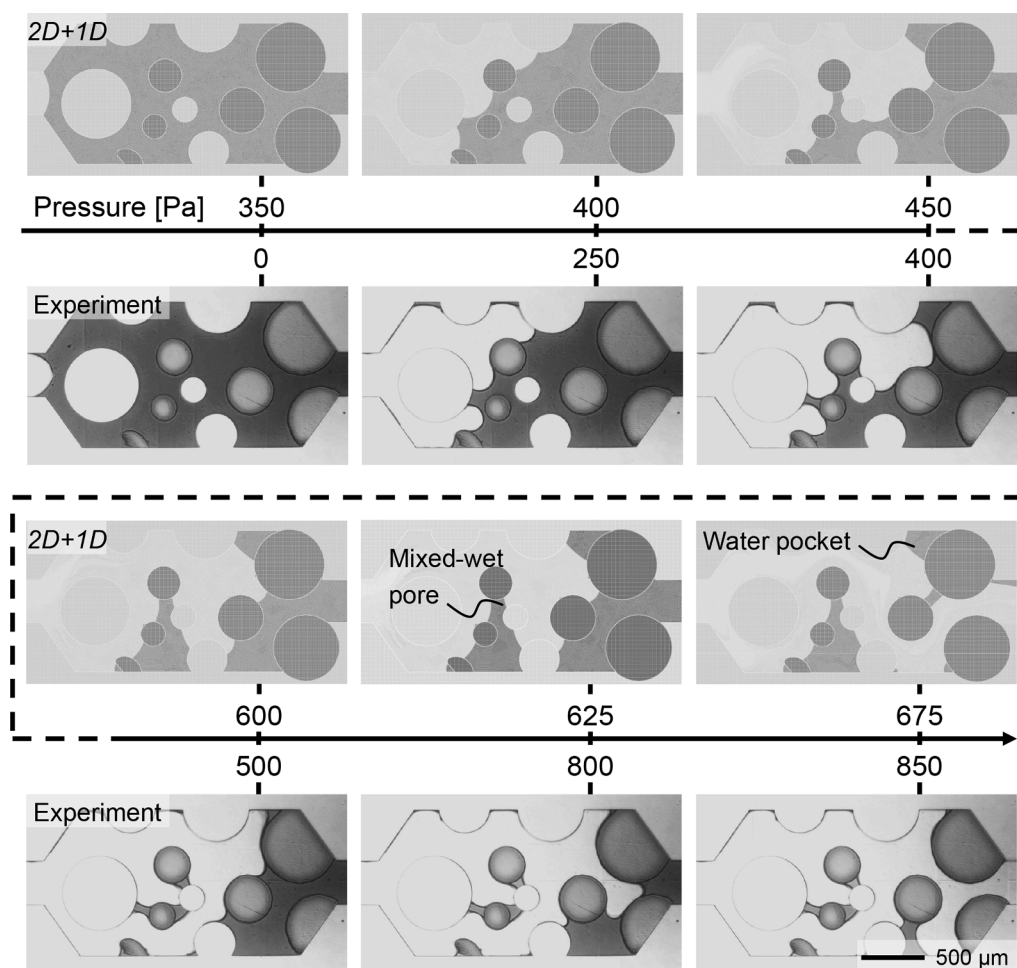 2D+1D
Pressure [Pa] 350 400 450
0 250 400
Experiment
2D+1D
Mixed-wet
pore
Water pocket
600 625 675
500 800 850
Experiment
500 µm